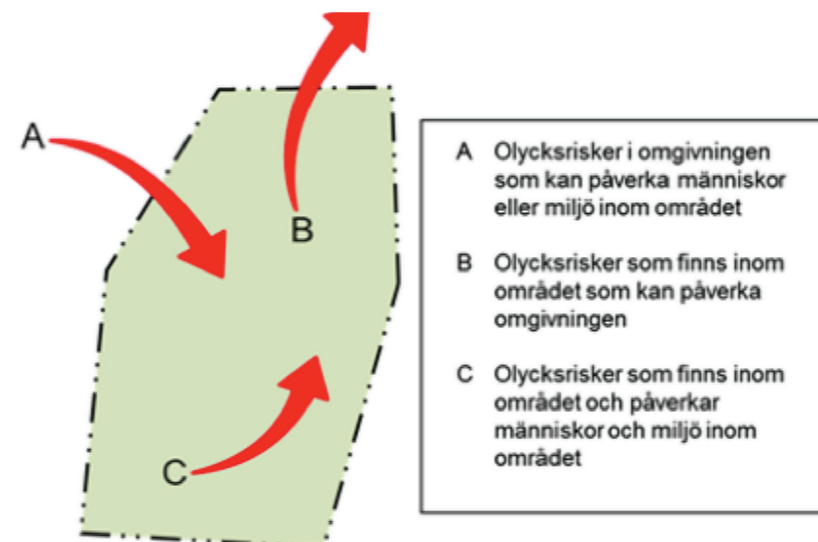 A
B
C
A Olycksrisker i omgivningen
som kan påverka människor
eller miljö inom området
B Olycksrisker som finns inom
området som kan påverka
omgivningen
C Olycksrisker som finns inom
området och påverkar
människor och miljö inom
området